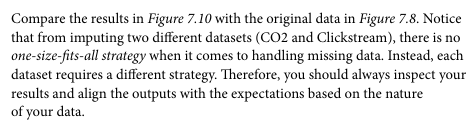 Compare the results in Figure 7.10 with the original data in Figure 7.8. Notice
that from imputing two different datasets (CO2 and Clickstream), there is no
one-size-fits-all strategy when it comes to handling missing data. Instead, each
dataset requires a different strategy. Therefore, you should always inspect your
results and align the outputs with the expectations based on the nature
of your data.